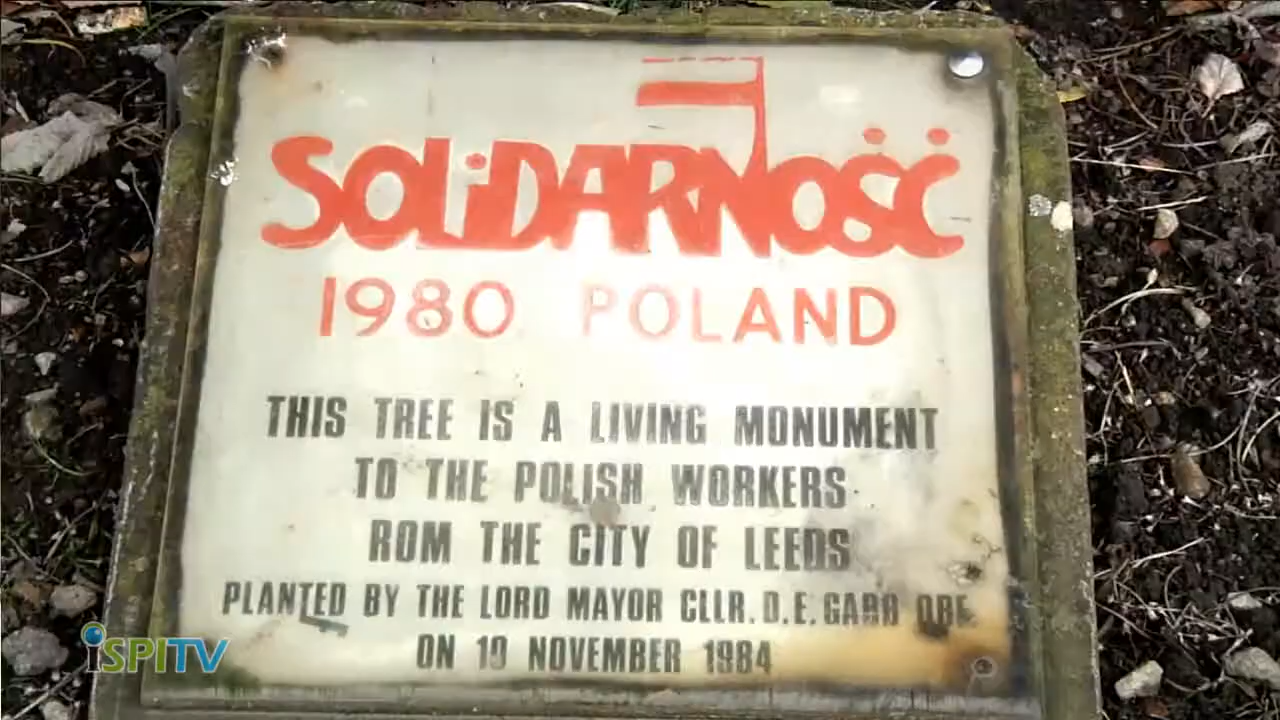 SOLiDARNOŚĆ
1980 POLAND
THIS TREE IS A LIVING MONUMENT
TO THE POLISH WORKERS
ROM THE CITY OF LEEDS
PLANTED BY THE LORD MAYOR CLLR. D.E. OBE
ON 10 NOVEMBER 1984
iSPITV